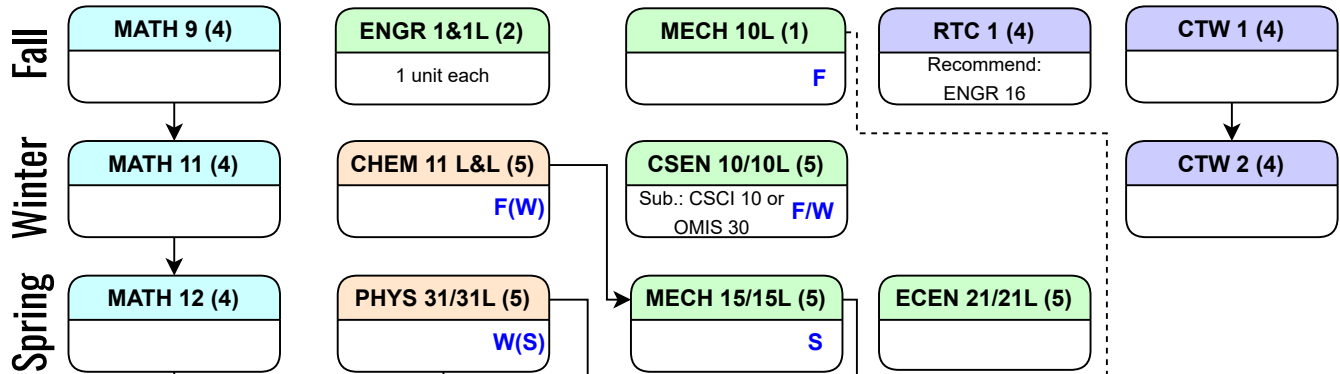 Fall
MATH 9 (4)
ENGR 1&1L (2)
1 unit each
MECH 10L (1)
F
RTC 1 (4)
Recommend:
ENGR 16
CTW 1 (4)
Winter
MATH 11 (4)
CHEM 11 L&L (5)
F(W)
CSEN 10/10L (5)
Sub.: CSCI 10 or
OMIS 30
F/W
CTW 2 (4)
Spring
MATH 12 (4)
PHYS 31/31L (5)
W(S)
MECH 15/15L (5)
S
ECEN 21/21L (5)